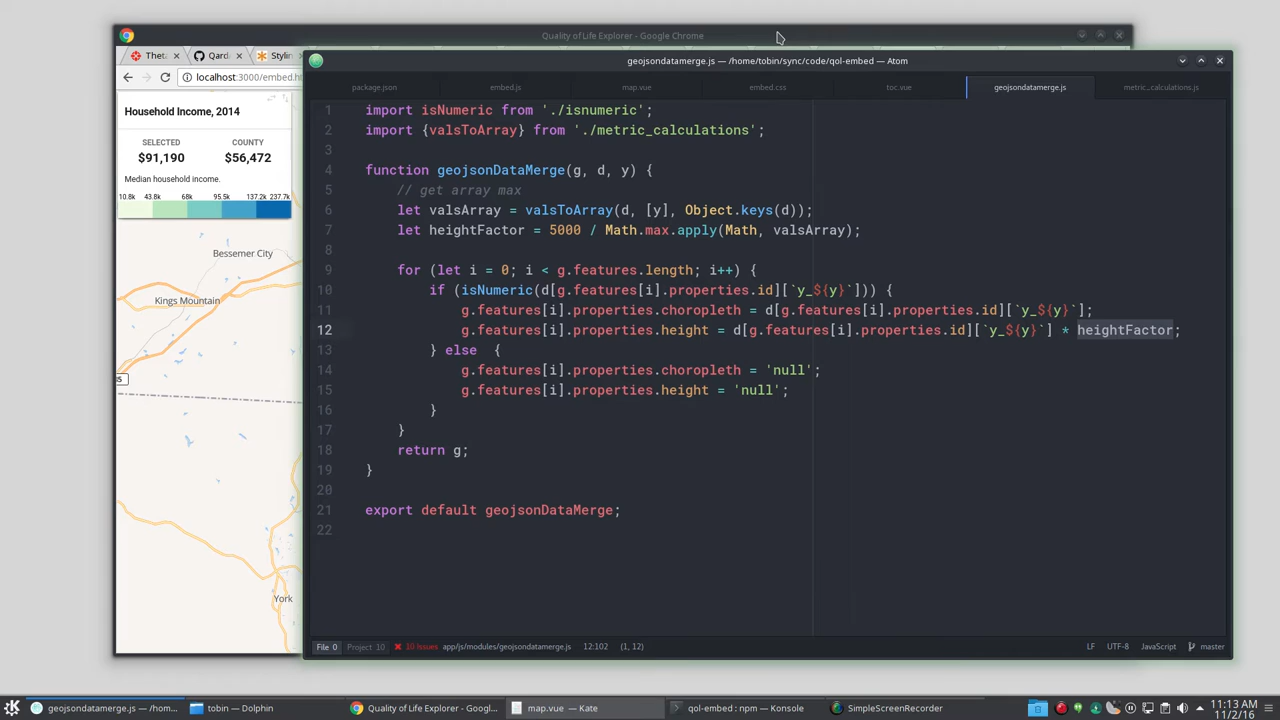 Quality of Life Explorer - Google Chrome
Thet
Qard
Stylin
localhost:3000/embed.h
Household Income, 2014
SELECTED
COUNTY
$91,190
$56,472
Median household income.
10.8k 43.8k 68k 95.5k 137.2k 237.7k
Bessemer City
Kings Mountain
85
York
geojsondatamerge.js — /home/tobin/sync/code/qol-embed — Atom
package.json
embed.js
map.vue
embed.css
toc.vue
geojsondatamerge.js
metric_calculations.js
1 import isNumeric from './isnumeric';
2 import {valsToArray} from './metric_calculations';
3
4 function geojsonDataMerge(g, d, y) {
5 // get array max
6 let valsArray = valsToArray(d, [y], Object.keys(d));
7 let heightFactor = 5000 / Math.max.apply(Math, valsArray);
8
9 for (let i = 0; i < g.features.length; i++) {
10 if (isNumeric(d[g.features[i].properties.id][`y_${y}`])) {
11 g.features[i].properties.choropleth = d[g.features[i].properties.id][`y_${y}`];
12 g.features[i].properties.height = d[g.features[i].properties.id][`y_${y}`] * heightFactor;
13 } else {
14 g.features[i].properties.choropleth = 'null';
15 g.features[i].properties.height = 'null';
16 }
17 }
18 return g;
19 }
20
21 export default geojsonDataMerge;
22
File 0 Project 10 10 Issues app/js/modules/geojsondatamerge.js 12:102 (1, 12)
LF UTF-8 JavaScript master
geojsondatamerge.js — /hom...
tobin — Dolphin
Quality of Life Explorer - Googl...
map.vue — Kate
qol-embed : npm — Konsole
SimpleScreenRecorder
11:13 AM
11/2/16